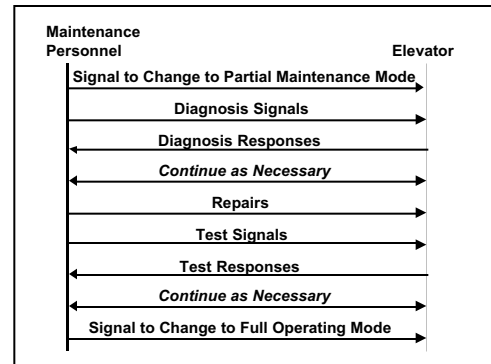 Maintenance
Personnel
Elevator
Signal to Change to Partial Maintenance Mode
Diagnosis Signals
Diagnosis Responses
Continue as Necessary
Repairs
Test Signals
Test Responses
Continue as Necessary
Signal to Change to Full Operating Mode